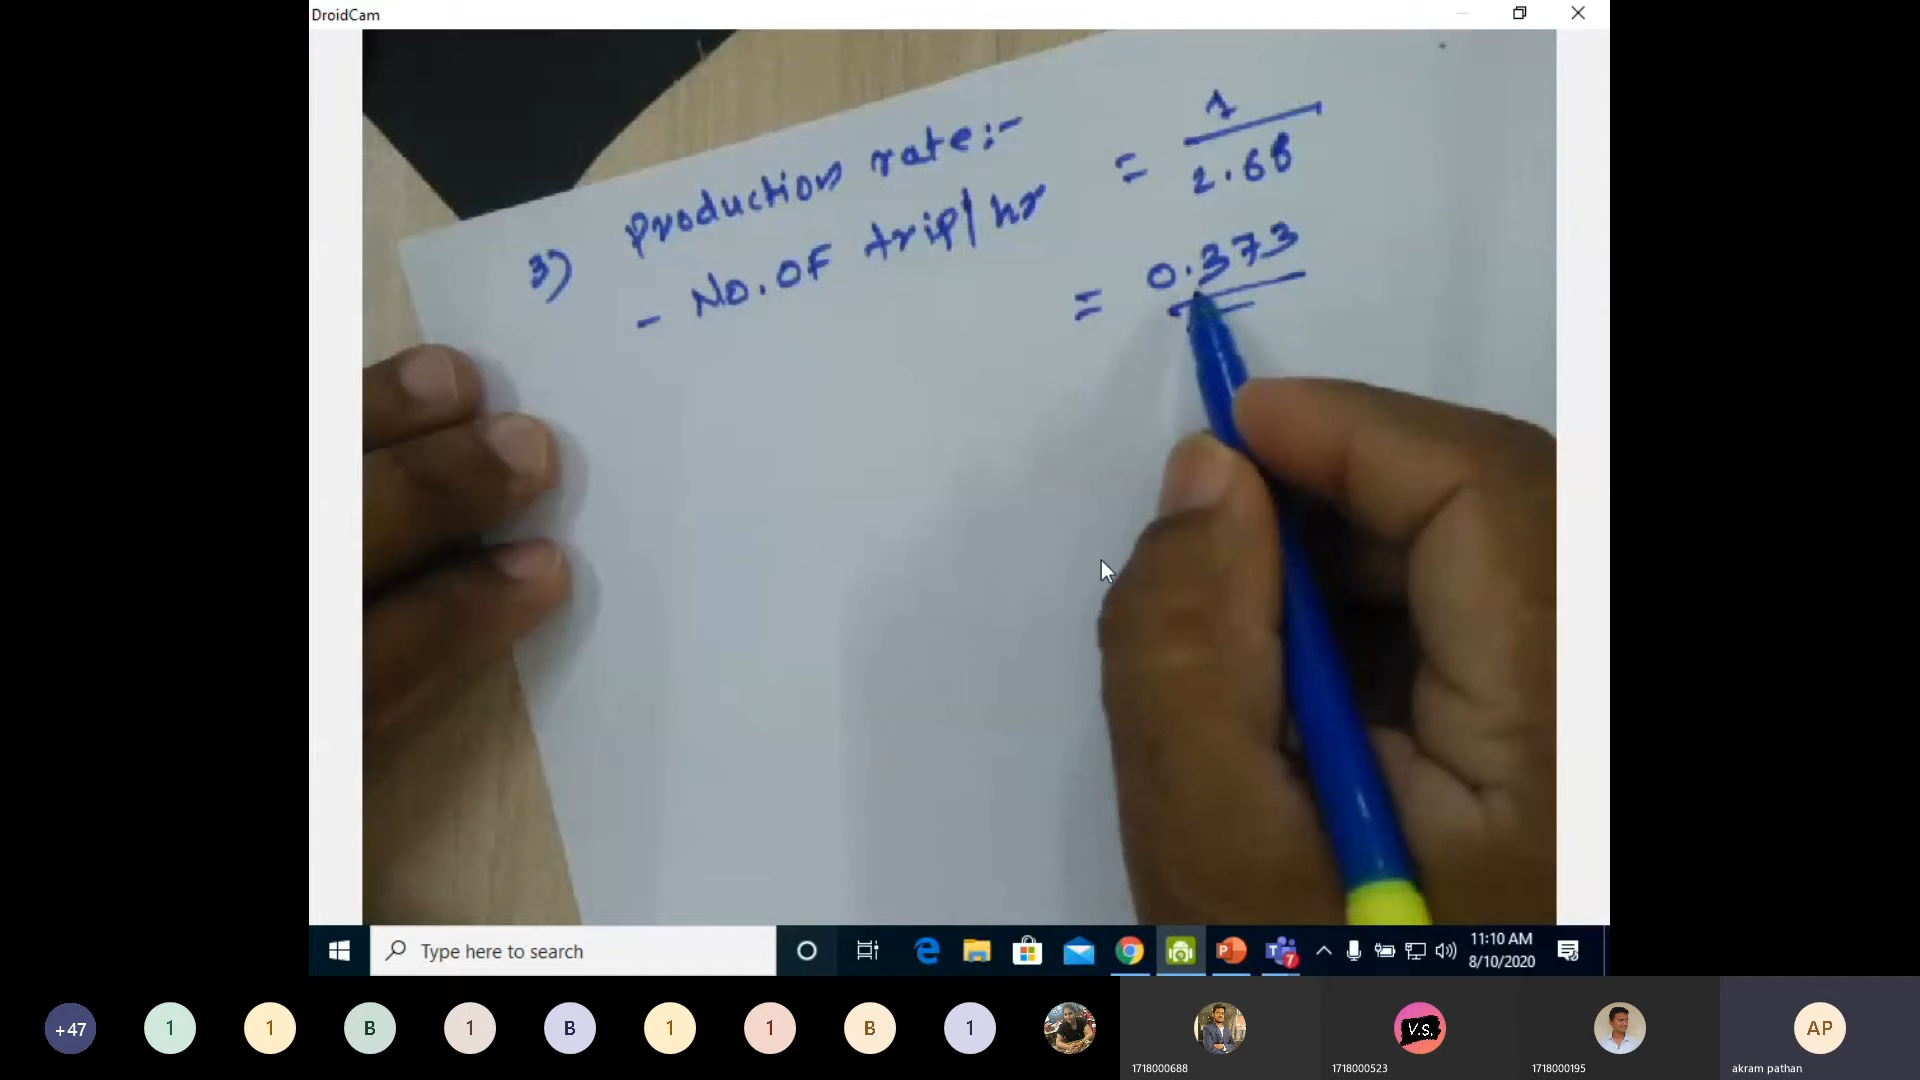 DroidCam
3) Production rate:-
- No. OF trip/hr = 1
2.68
= 0.373
Type here to search
11:10 AM
8/10/2020
7
+47
1
1
B
1
B
1
1
B
1
V.S.
AP
1718000688
1718000523
1718000195
akram pathan